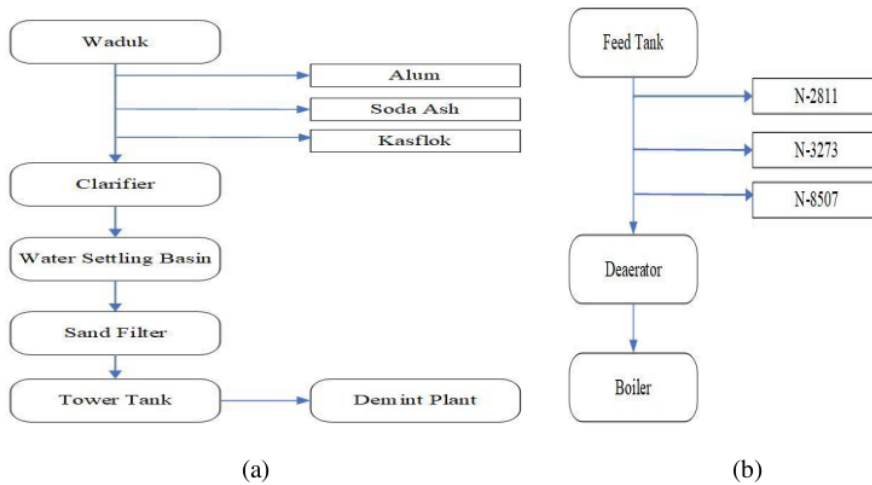 Waduk
Alum
Soda Ash
Kasflok
Clarifier
Water Settling Basin
Sand Filter
Tower Tank
Demint Plant
(a)
Feed Tank
N-2811
N-3273
N-8507
Deaerator
Boiler
(b)